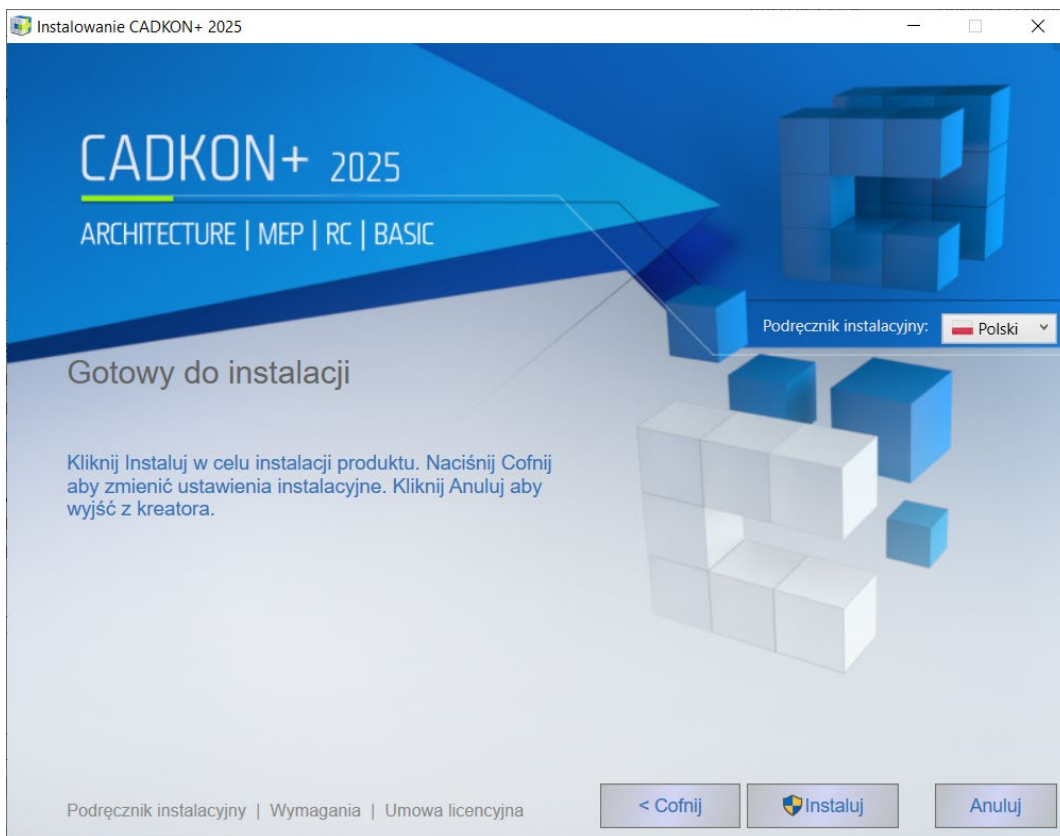 Instalowanie CADKON+ 2025
CADKON+ 2025
ARCHITECTURE | MEP | RC | BASIC
Podręcznik instalacyjny: Polski
Gotowy do instalacji
Kliknij Instaluj w celu instalacji produktu. Naciśnij Cofnij
aby zmienić ustawienia instalacyjne. Kliknij Anuluj aby
wyjść z kreatora.
Podręcznik instalacyjny | Wymagania | Umowa licencyjna
< Cofnij
Instaluj
Anuluj